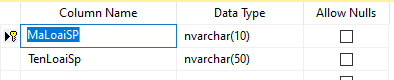 Column Name Data Type Allow Nulls
MaLoaiSP nvarchar(10)
TenLoaiSp nvarchar(50)